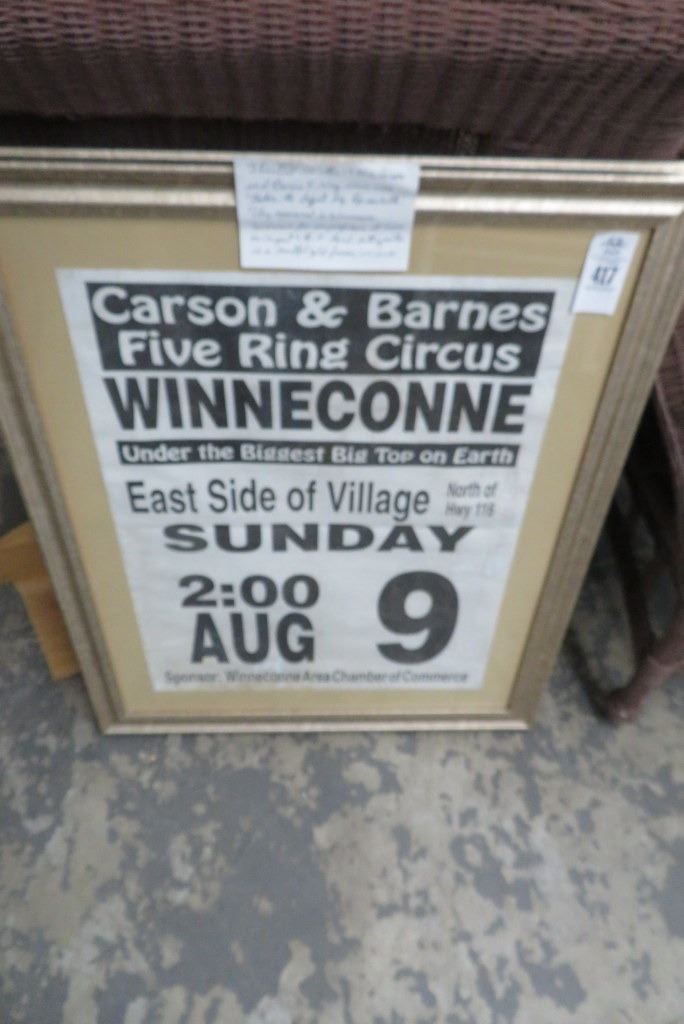 417
Carson & Barnes
Five Ring Circus
WINNECONNE
Under the Biggest Big Top on Earth
East Side of Village North of Hwy 116
SUNDAY
2:00
AUG 9
Sponsor: Winneconne Area Chamber of Commerce